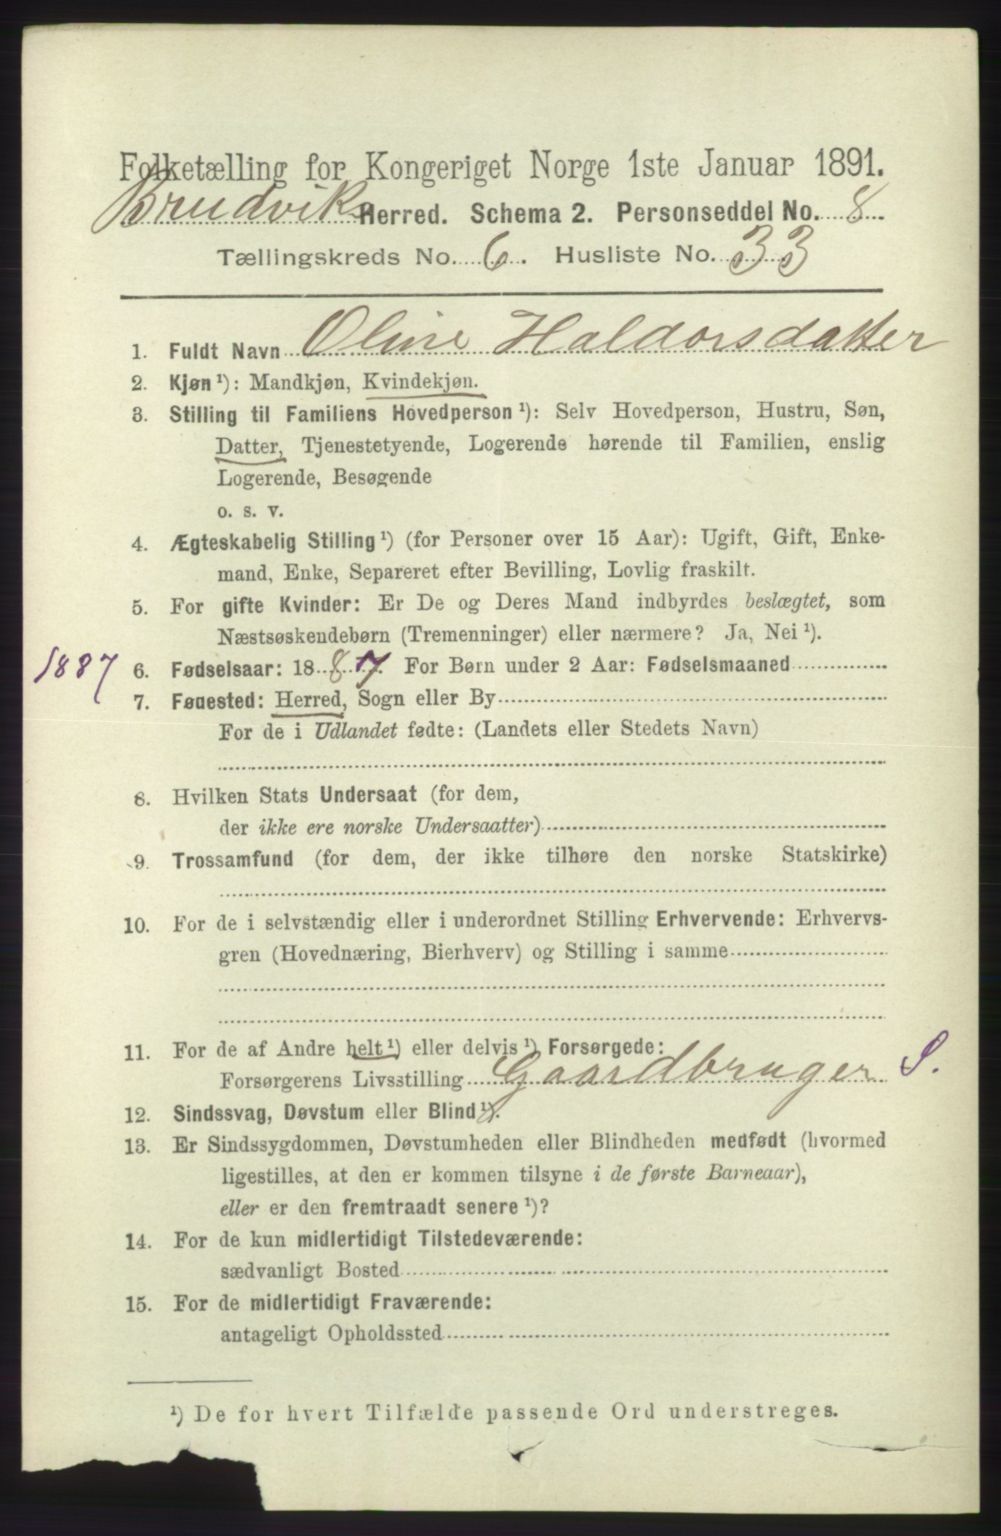 Folketælling for Kongeriget Norge 1ste Januar 1891.
Brudvik Herred. Schema 2. Personseddel No. 8.
Tællingskreds No. 6. Husliste No. 33
1. Fuldt Navn Oline Haldorsdatter
2. Kjøn ¹): Mandkjøn, Kvindekjøn.
3. Stilling til Familiens Hovedperson ¹): Selv Hovedperson, Hustru, Søn,
Datter, Tjenestetyende, Logerende hørende til Familien, enslig
Logerende, Besøgende
o. s. v.
4. Ægteskabelig Stilling ¹) (for Personer over 15 Aar): Ugift, Gift, Enke-
mand, Enke, Separeret efter Bevilling, Lovlig fraskilt.
5. For gifte Kvinder: Er De og Deres Mand indbyrdes beslægtet, som
Næstsøskendebørn (Tremenninger) eller nærmere? Ja, Nei ¹).
1887 6. Fødselsaar: 1887. For Børn under 2 Aar: Fødselsmaaned
7. Fødested: Herred, Sogn eller By
For de i Udlandet fødte: (Landets eller Stedets Navn)
8. Hvilken Stats Undersaat (for dem,
der ikke ere norske Undersaatter)
9. Trossamfund (for dem, der ikke tilhøre den norske Statskirke)
10. For de i selvstændig eller i underordnet Stilling Erhvervende: Erhvervs-
gren (Hovednæring, Bierhverv) og Stilling i samme
11. For de af Andre helt ¹) eller delvis ¹) Forsørgede:
Forsørgerens Livsstilling Gaardbruger S.
12. Sindssvag, Døvstum eller Blind ¹).
13. Er Sindssygdommen, Døvstumheden eller Blindheden medfødt (hvormed
ligestilles, at den er kommen tilsyne i de første Barneaar),
eller er den fremtraadt senere ¹)?
14. For de kun midlertidigt Tilstedeværende:
sædvanligt Bosted
15. For de midlertidigt Fraværende:
antageligt Opholdssted
¹) De for hvert Tilfælde passende Ord understreges.